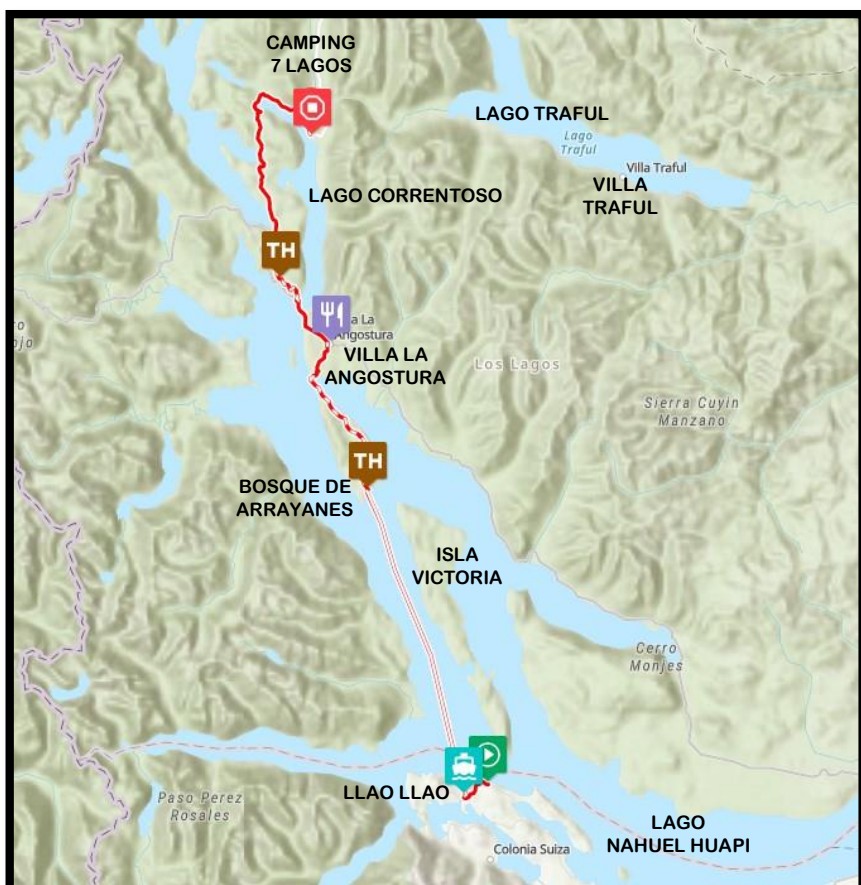 CAMPING
7 LAGOS
LAGO TRAFUL
Lago
Traful
Villa Traful
VILLA
TRAFUL
LAGO CORRENTOSO
TH
a La
Angostura
VILLA LA
ANGOSTURA
Los Lagos
Sierra Cuyin
Manzano
TH
BOSQUE DE
ARRAYANES
ISLA
VICTORIA
Cerro
Monjes
LLAO LLAO
Paso Perez
Rosales
LAGO
NAHUEL HUAPI
Colonia Suiza